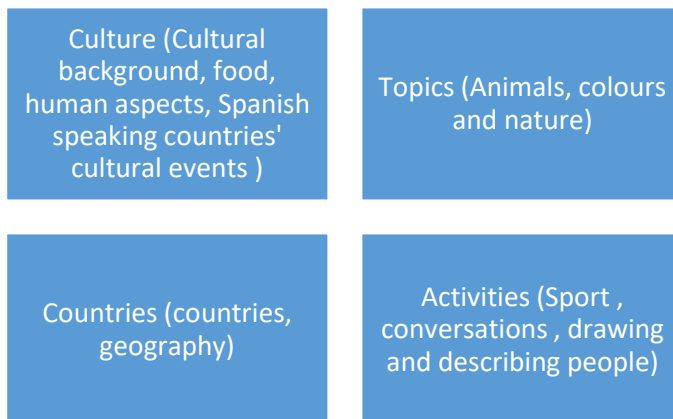 Culture (Cultural
background, food,
human aspects, Spanish
speaking countries'
cultural events )
Topics (Animals, colours
and nature)
Countries (countries,
geography)
Activities (Sport ,
conversations , drawing
and describing people)